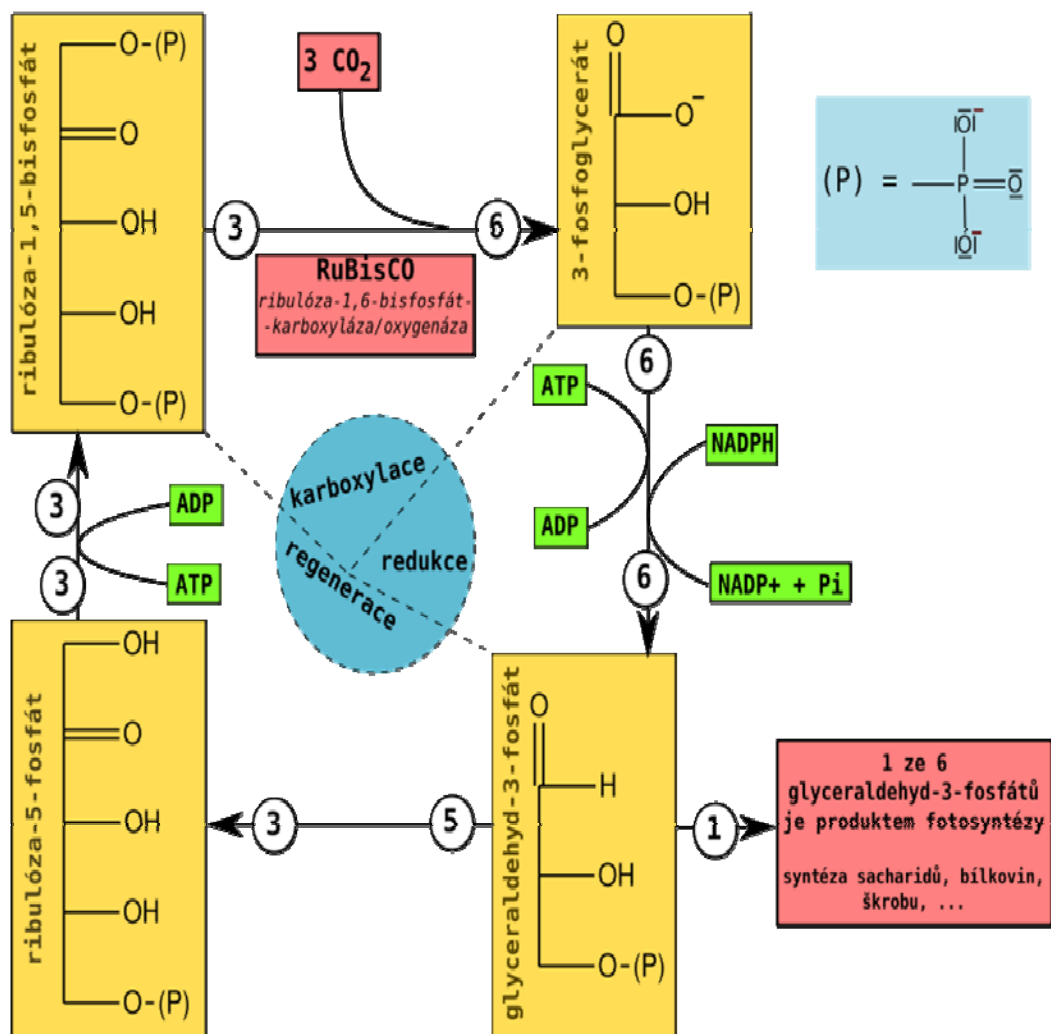 ribulóza-1,5-bisfosfát
O-(P)
O
OH
OH
O-(P)
3 CO2
3
6
RuBisCO
ribulóza-1,6-bisfosfát-
-karboxyláza/oxygenáza
3-fosfoglycerát
O
O-
OH
O-(P)
(P) =
|O|-
P
O
|O|-
6
ATP
NADPH
ADP
6
NADP+ + Pi
karboxylace
redukce
regenerace
3
ADP
3
ATP
ribulóza-5-fosfát
OH
O
OH
OH
O-(P)
3
5
glyceraldehyd-3-fosfát
O
H
OH
O-(P)
1
1 ze 6
glyceraldehyd-3-fosfátů
je produktem fotosyntézy
syntéza sacharidů, bílkovin,
škrobu, ...